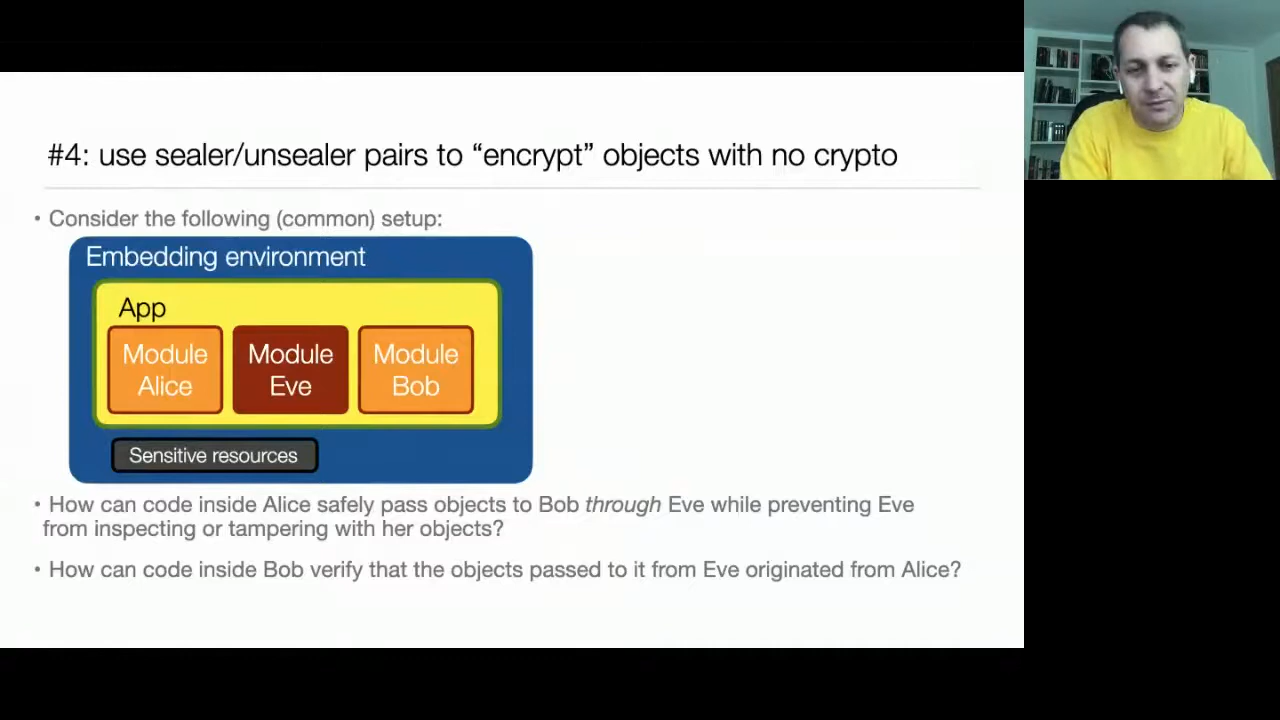 #4: use sealer/unsealer pairs to “encrypt” objects with no crypto
• Consider the following (common) setup:
Embedding environment
App
Module
Alice
Module
Eve
Module
Bob
Sensitive resources
• How can code inside Alice safely pass objects to Bob through Eve while preventing Eve
from inspecting or tampering with her objects?
• How can code inside Bob verify that the objects passed to it from Eve originated from Alice?